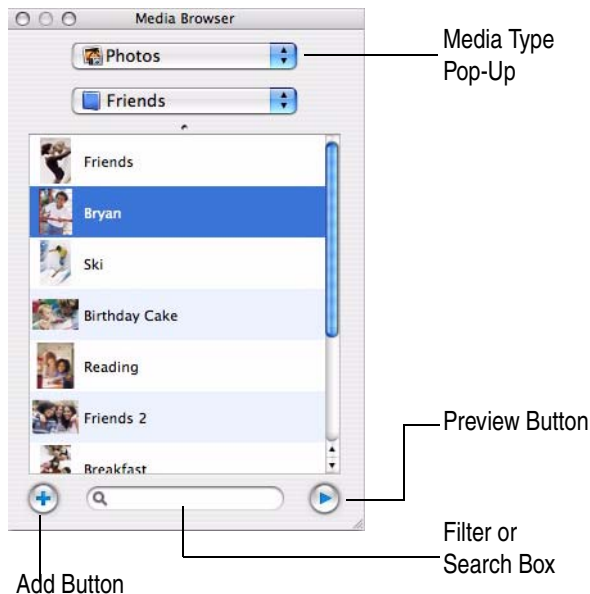 Media Browser
Photos
Media Type
Pop-Up
Friends
Friends
Bryan
Ski
Birthday Cake
Reading
Friends 2
Preview Button
Breakfast
Filter or
Search Box
Add Button